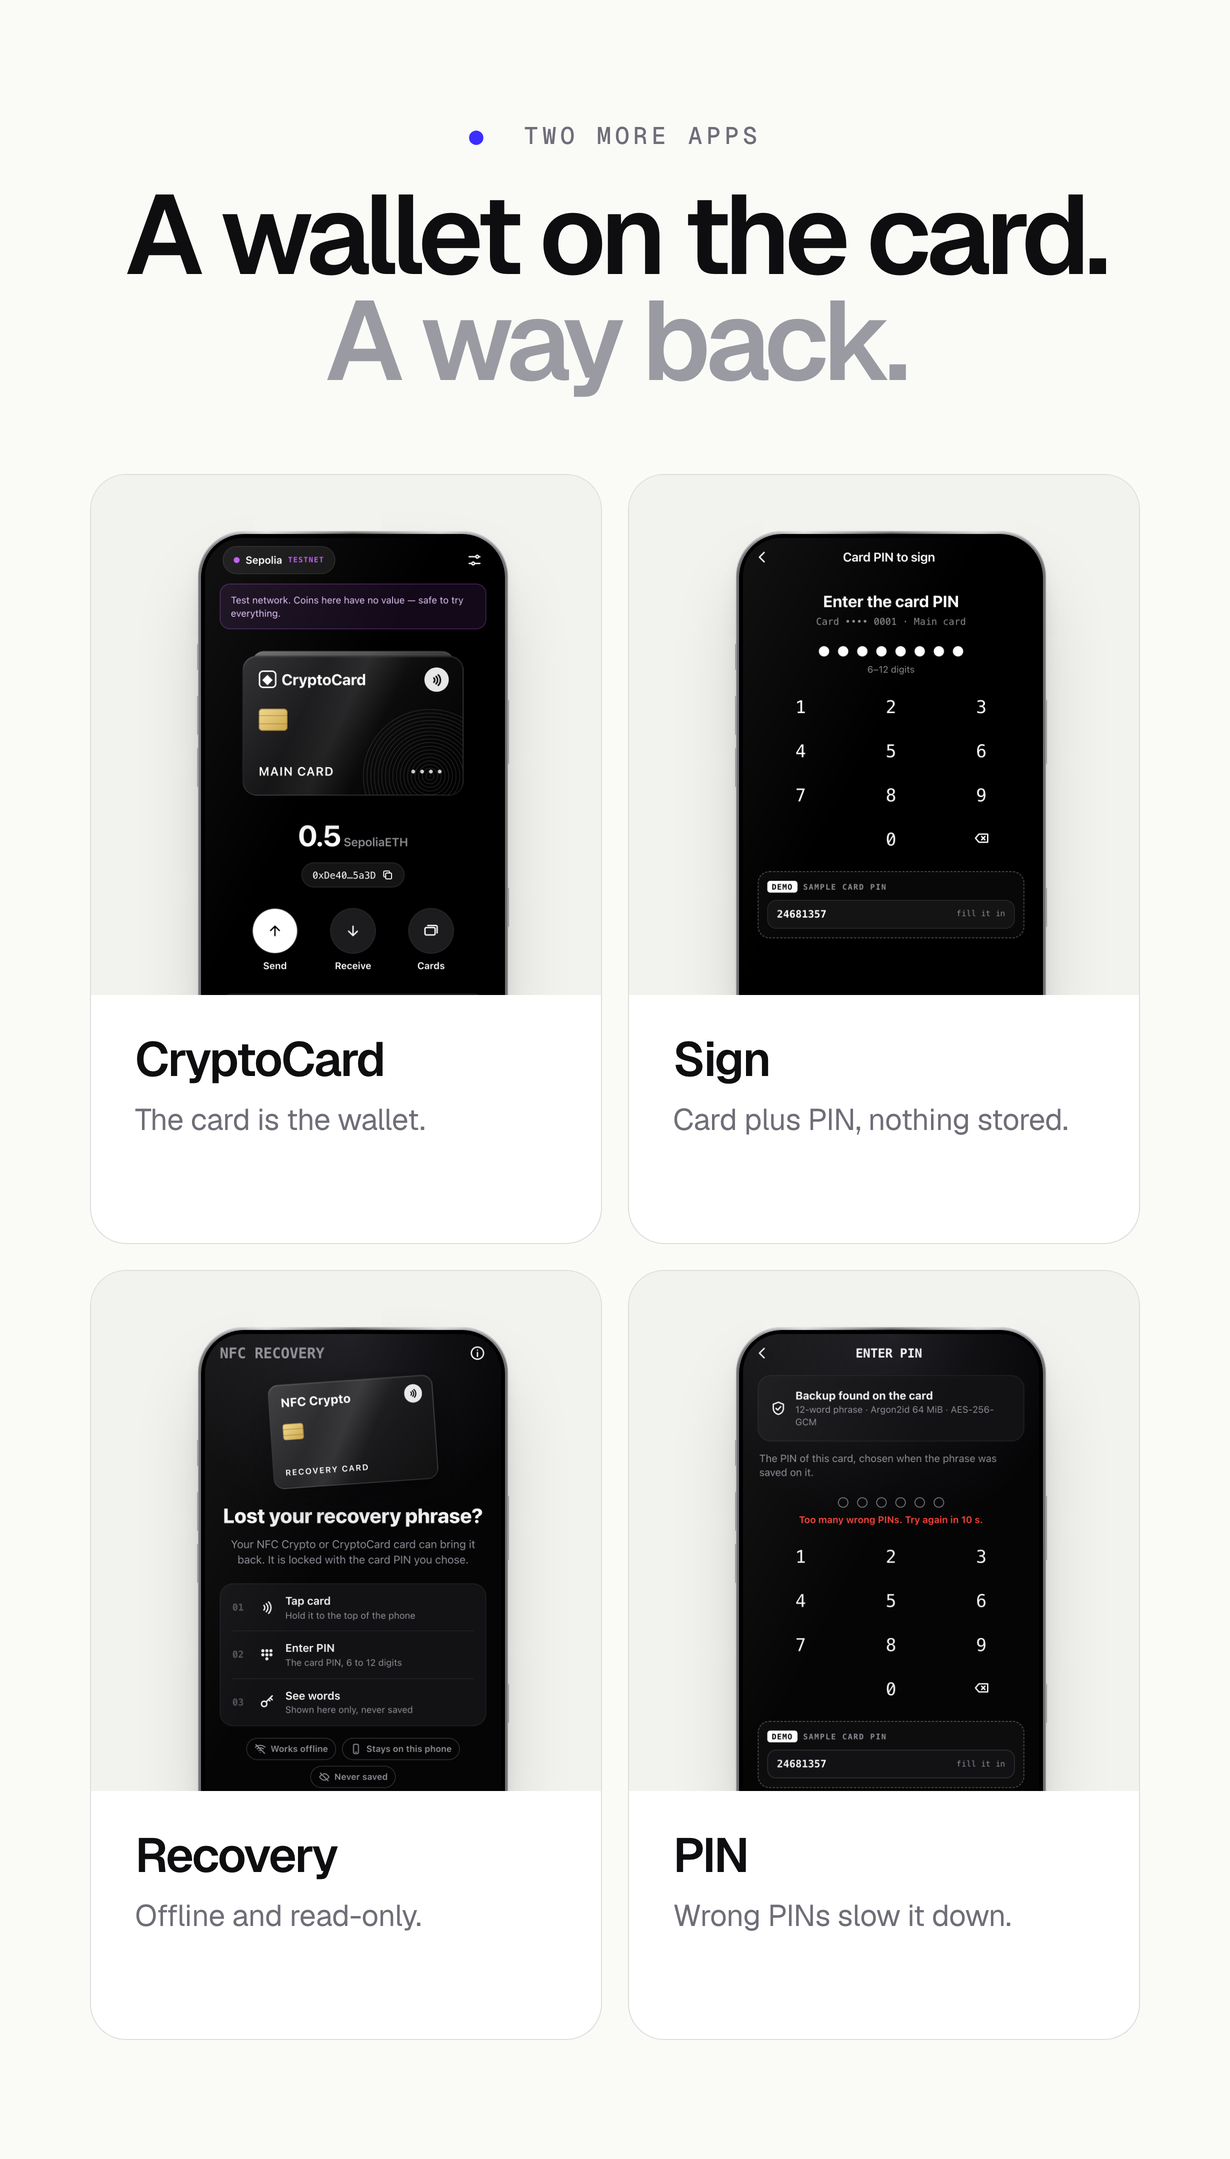 TWO MORE APPS
A wallet on the card.
A way back.
Sepolia TESTNET
Test network. Coins here have no value — safe to try
everything.
CryptoCard
MAIN CARD
••••
0.5 SepoliaETH
0xDe40…5a3D
Send
Receive
Cards
CryptoCard
The card is the wallet.
Card PIN to sign
Enter the card PIN
Card •••• 0001 · Main card
6–12 digits
1 2 3
4 5 6
7 8 9
0
DEMO SAMPLE CARD PIN
24681357 fill it in
Sign
Card plus PIN, nothing stored.
NFC RECOVERY
NFC Crypto
RECOVERY CARD
Lost your recovery phrase?
Your NFC Crypto or CryptoCard card can bring it
back. It is locked with the card PIN you chose.
01 Tap card
Hold it to the top of the phone
02 Enter PIN
The card PIN, 6 to 12 digits
03 See words
Shown here only, never saved
Works offline
Stays on this phone
Never saved
Recovery
Offline and read-only.
ENTER PIN
Backup found on the card
12-word phrase · Argon2id 64 MiB · AES-256-
GCM
The PIN of this card, chosen when the phrase was
saved on it.
Too many wrong PINs. Try again in 10 s.
1 2 3
4 5 6
7 8 9
0
DEMO SAMPLE CARD PIN
24681357 fill it in
PIN
Wrong PINs slow it down.